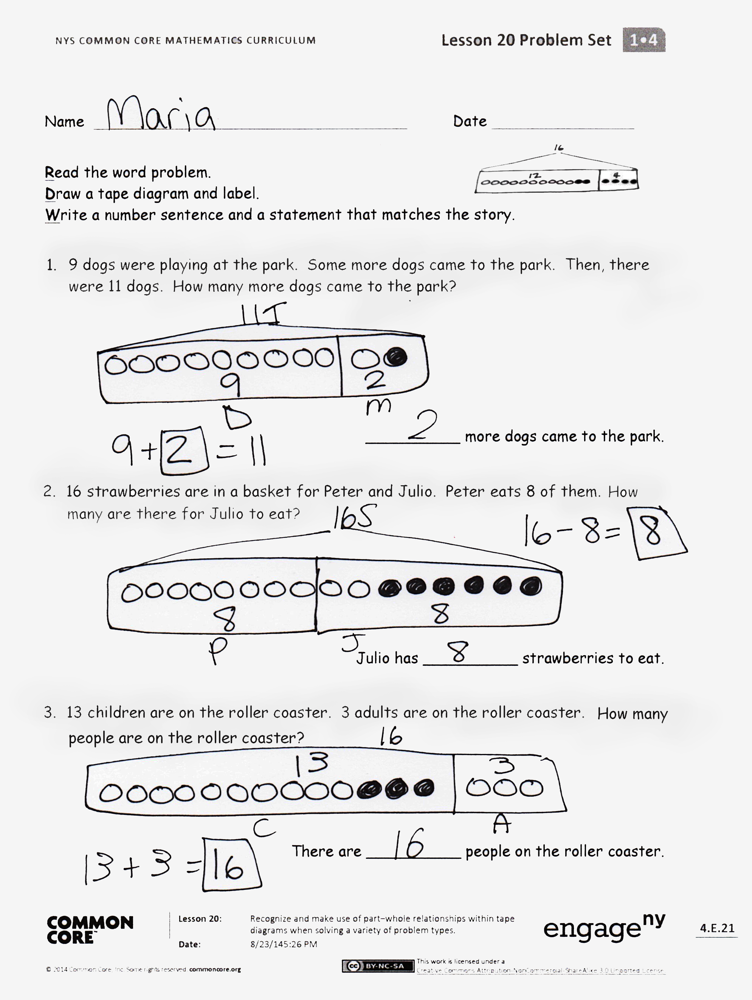 NYS COMMON CORE MATHEMATICS CURRICULUM
Lesson 20 Problem Set 1•4
Name Maria
Date
16
12 4
Read the word problem.
Draw a tape diagram and label.
Write a number sentence and a statement that matches the story.
1. 9 dogs were playing at the park. Some more dogs came to the park. Then, there
were 11 dogs. How many more dogs came to the park?
11T
9 2
D M
2 more dogs came to the park.
9 + 2 = 11
2. 16 strawberries are in a basket for Peter and Julio. Peter eats 8 of them. How
many are there for Julio to eat?
16S
16 - 8 = 8
8 8
P J
Julio has 8 strawberries to eat.
3. 13 children are on the roller coaster. 3 adults are on the roller coaster. How many
people are on the roller coaster?
16
13 3
C A
There are 16 people on the roller coaster.
13 + 3 = 16
COMMON
CORE™
Lesson 20: Recognize and make use of part–whole relationships within tape
diagrams when solving a variety of problem types.
Date: 8/23/145:26 PM
engageny
4.E.21
© 2014 Common Core, Inc. Some rights reserved. commoncore.org
cc BY-NC-SA
This work is licensed under a
Creative Commons Attribution-NonCommercial-ShareAlike 3.0 Unported License.